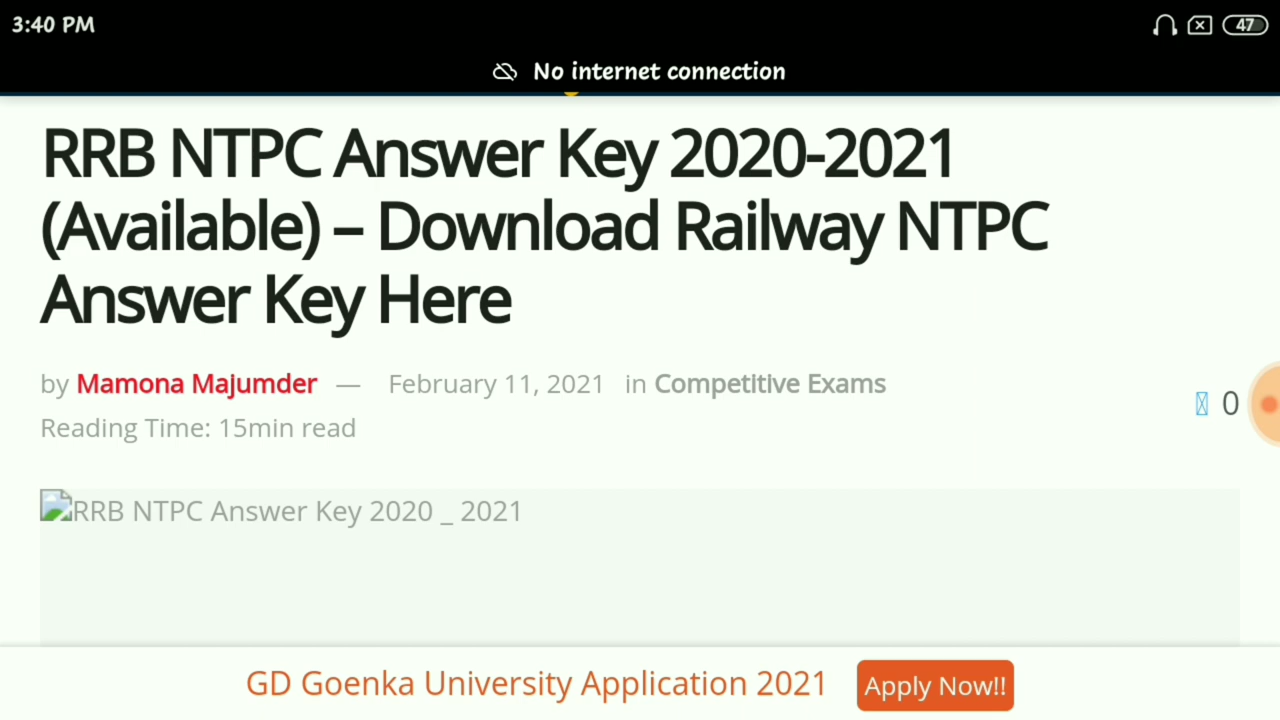 3:40 PM
47
No internet connection
RRB NTPC Answer Key 2020-2021
(Available) – Download Railway NTPC
Answer Key Here
by Mamona Majumder — February 11, 2021 in Competitive Exams
0
Reading Time: 15min read
RRB NTPC Answer Key 2020 _ 2021
GD Goenka University Application 2021 Apply Now!!